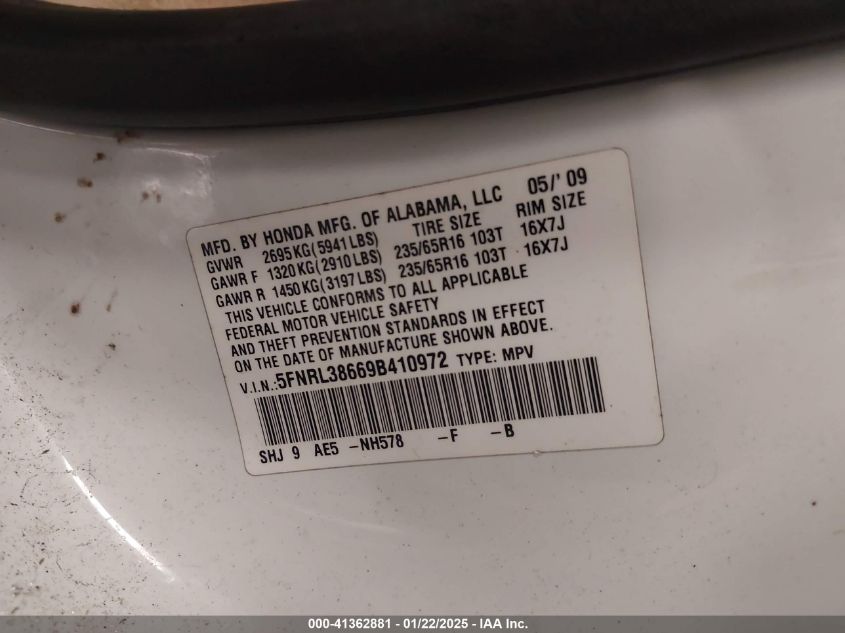 MFD. BY HONDA MFG. OF ALABAMA, LLC 05/' 09
GVWR 2695 KG (5941 LBS) TIRE SIZE RIM SIZE
GAWR F 1320 KG (2910 LBS) 235/65R16 103T 16X7J
GAWR R 1450 KG (3197 LBS) 235/65R16 103T 16X7J
THIS VEHICLE CONFORMS TO ALL APPLICABLE
FEDERAL MOTOR VEHICLE SAFETY
AND THEFT PREVENTION STANDARDS IN EFFECT
ON THE DATE OF MANUFACTURE SHOWN ABOVE.
V.I.N.: 5FNRL38669B410972 TYPE: MPV
SHJ 9 AE5 -NH578 -F -B
000-41362881 - 01/22/2025 - IAA Inc.